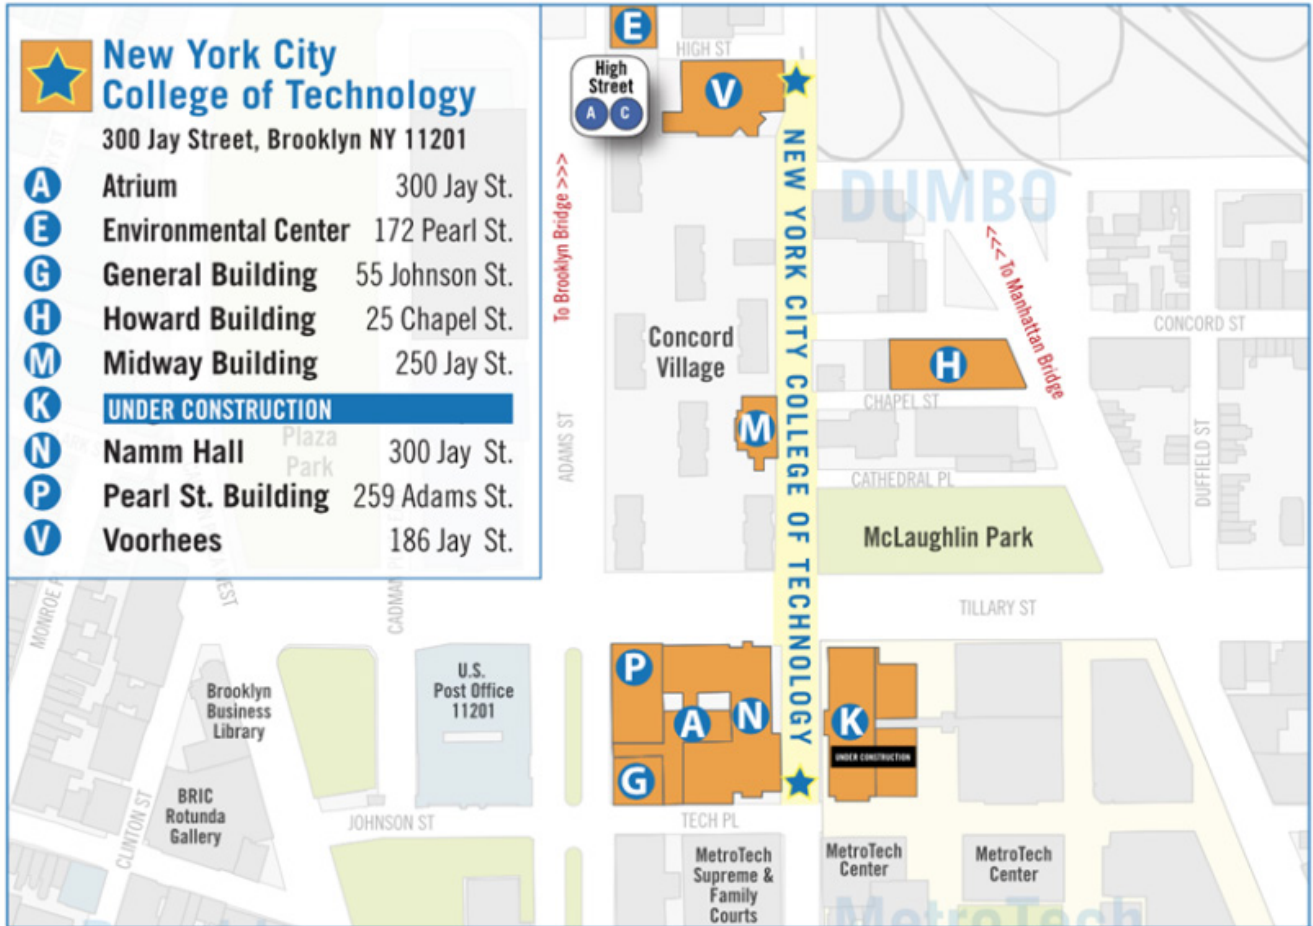 New York City
College of Technology
300 Jay Street, Brooklyn NY 11201
A Atrium 300 Jay St.
E Environmental Center 172 Pearl St.
G General Building 55 Johnson St.
H Howard Building 25 Chapel St.
M Midway Building 250 Jay St.
K UNDER CONSTRUCTION
N Namm Hall 300 Jay St.
P Pearl St. Building 259 Adams St.
V Voorhees 186 Jay St.
Plaza
Park
E
HIGH ST
High
Street
A C
V
NEW YORK CITY COLLEGE OF TECHNOLOGY
To Brooklyn Bridge >>>
DUMBO
<<< To Manhattan Bridge
CONCORD ST
Concord
Village
H
CHAPEL ST
M
ADAMS ST
CATHEDRAL PL
DUFFIELD ST
McLaughlin Park
TILLARY ST
MONROE
WEST
CADMAN
U.S.
Post Office
11201
Brooklyn
Business
Library
P
A
N
K
UNDER CONSTRUCTION
G
BRIC
Rotunda
Gallery
CLINTON ST
JOHNSON ST
TECH PL
MetroTech
Supreme &
Family
Courts
MetroTech
Center
MetroTech
Center
MetroTech